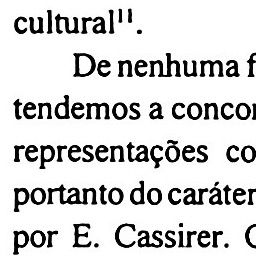 cultural¹¹.
De nenhuma f
tendemos a concor
representações co
portanto do caráter
por E. Cassirer. C